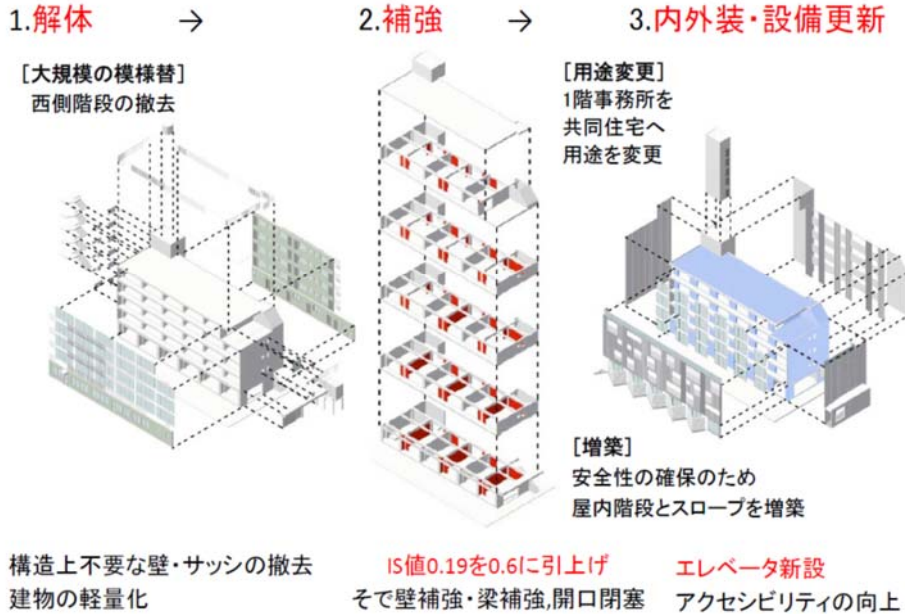 1.解体 → 2.補強 → 3.内外装・設備更新
[大規模の模様替]
西側階段の撤去
[用途変更]
1階事務所を
共同住宅へ
用途を変更
[増築]
安全性の確保のため
屋内階段とスロープを増築
構造上不要な壁・サッシの撤去
建物の軽量化
IS値0.19を0.6に引上げ
そで壁補強・梁補強,開口閉塞
エレベータ新設
アクセシビリティの向上